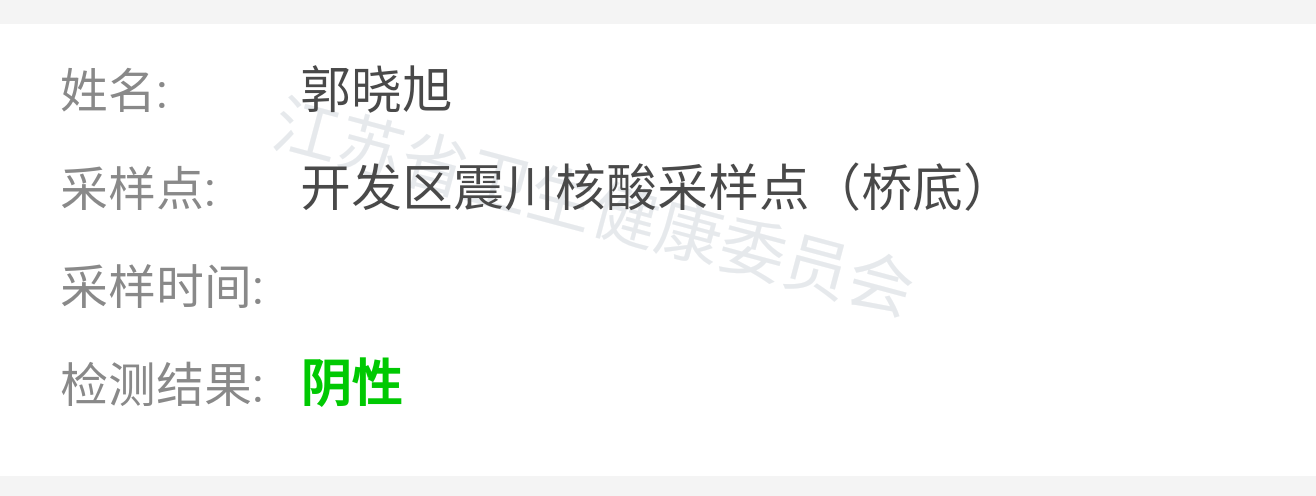 姓名: 郭晓旭
采样点: 开发区震川核酸采样点（桥底）
采样时间:
检测结果: 阴性
江苏省卫生健康委员会